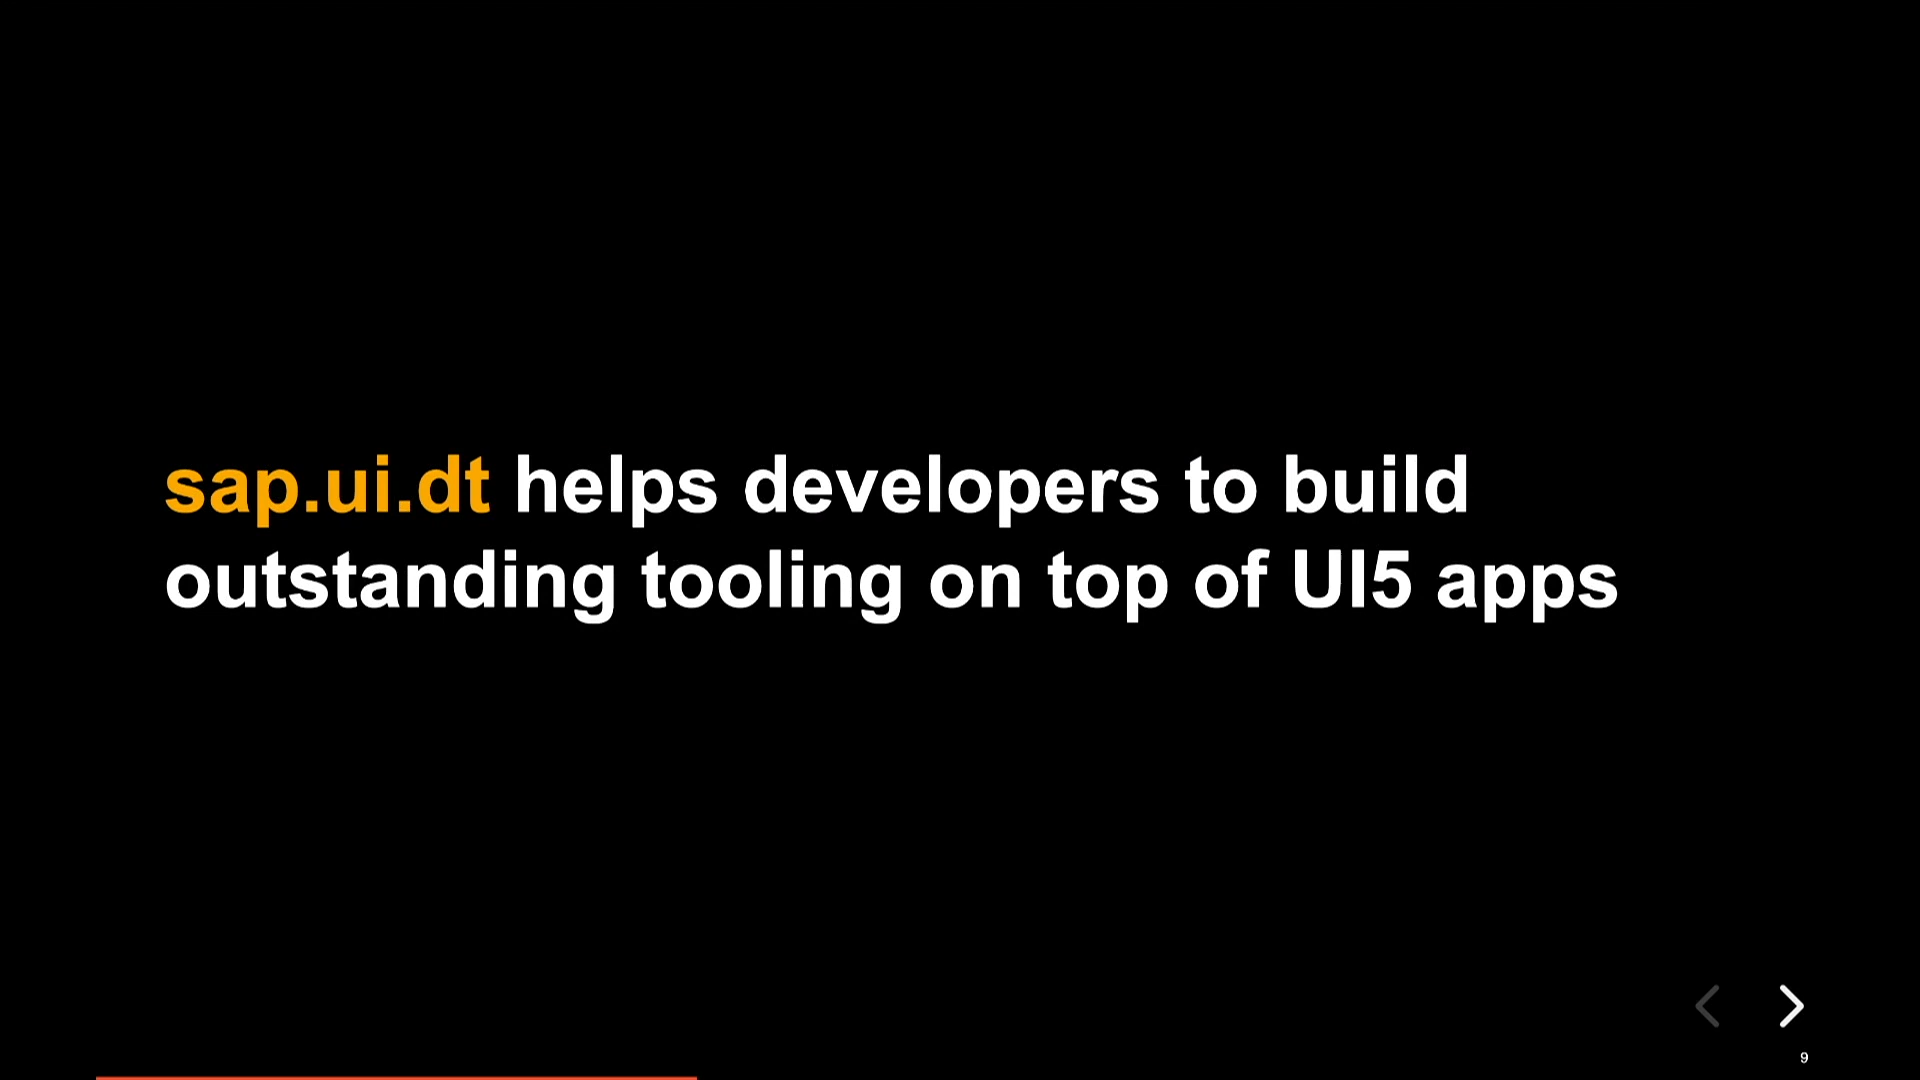 sap.ui.dt helps developers to build
outstanding tooling on top of UI5 apps
9